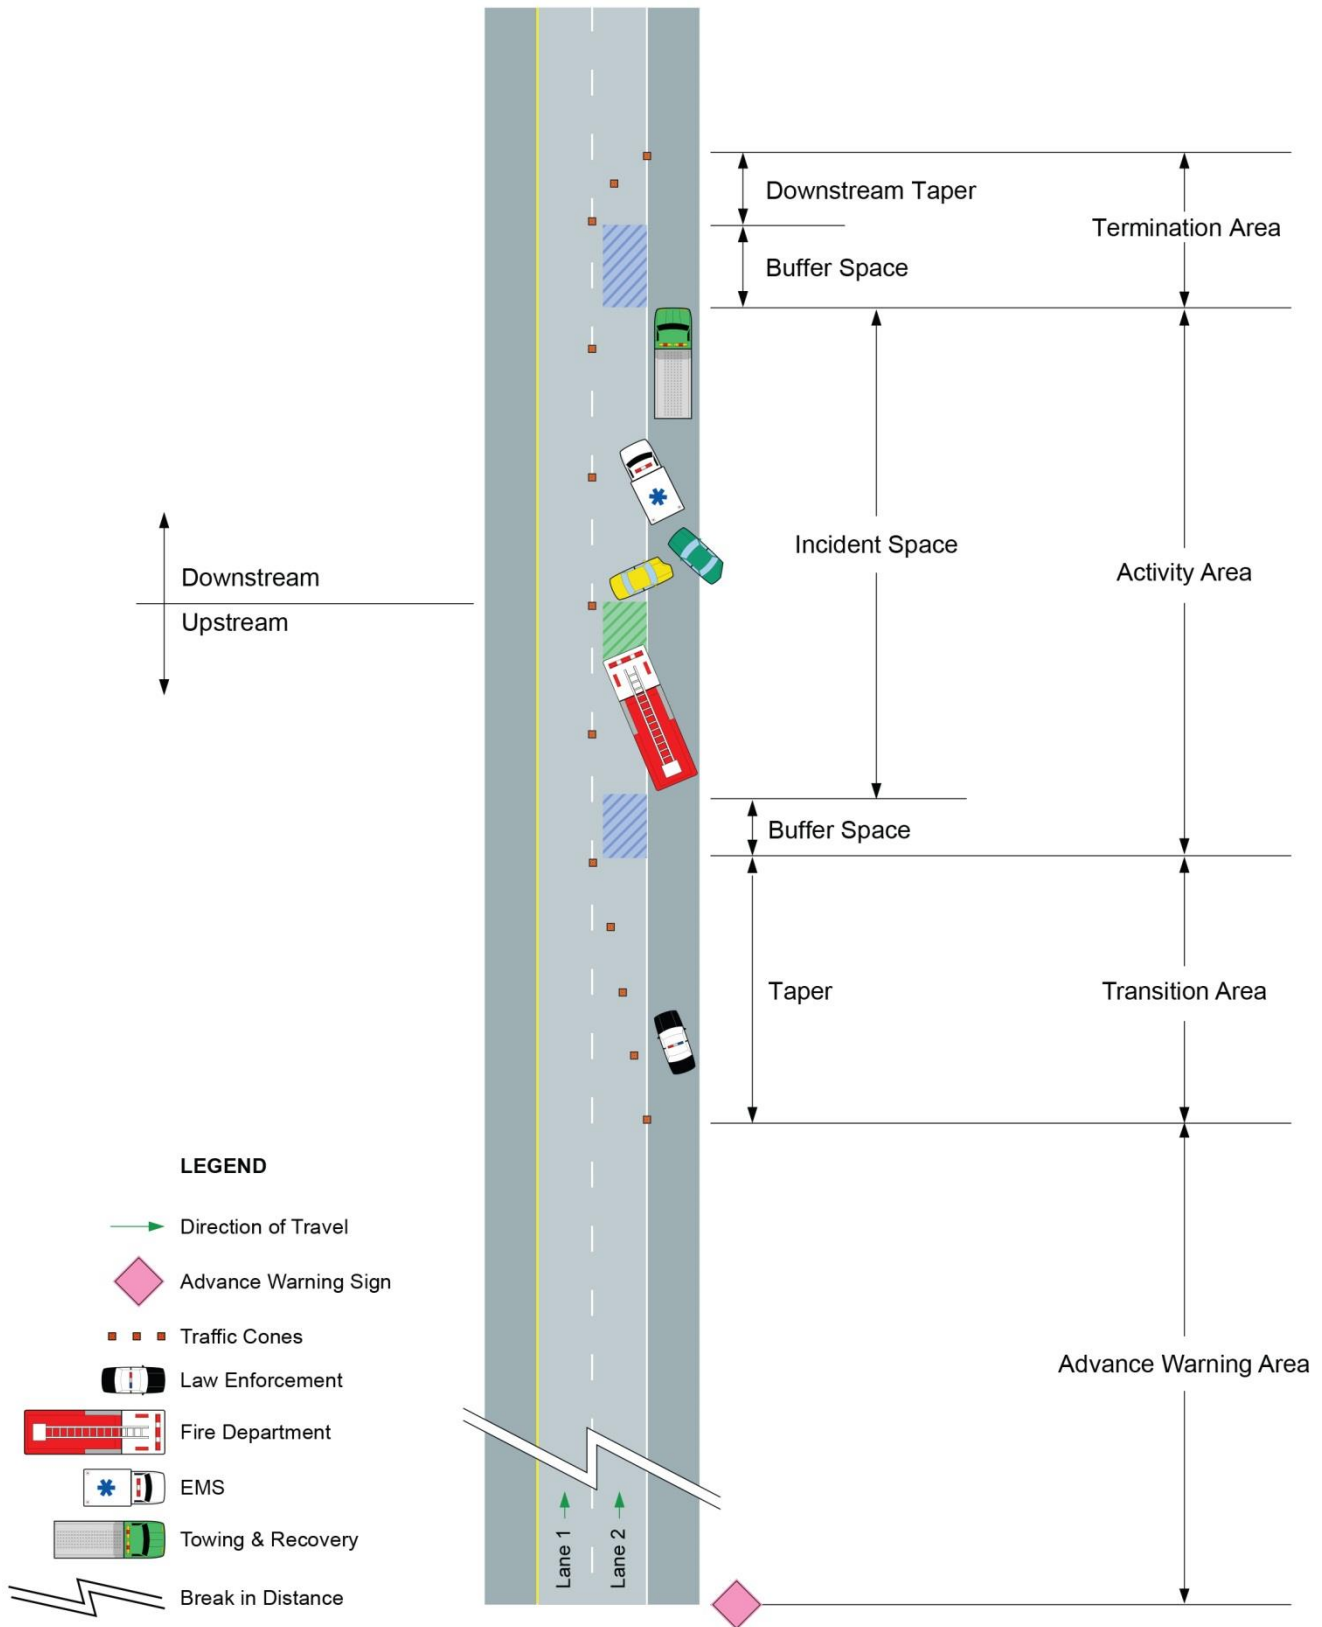 Downstream Taper
Termination Area
Buffer Space
Incident Space
Activity Area
Downstream
Upstream
Buffer Space
Taper
Transition Area
LEGEND
Direction of Travel
Advance Warning Sign
Traffic Cones
Law Enforcement
Fire Department
EMS
Towing & Recovery
Break in Distance
Advance Warning Area
Lane 1
Lane 2